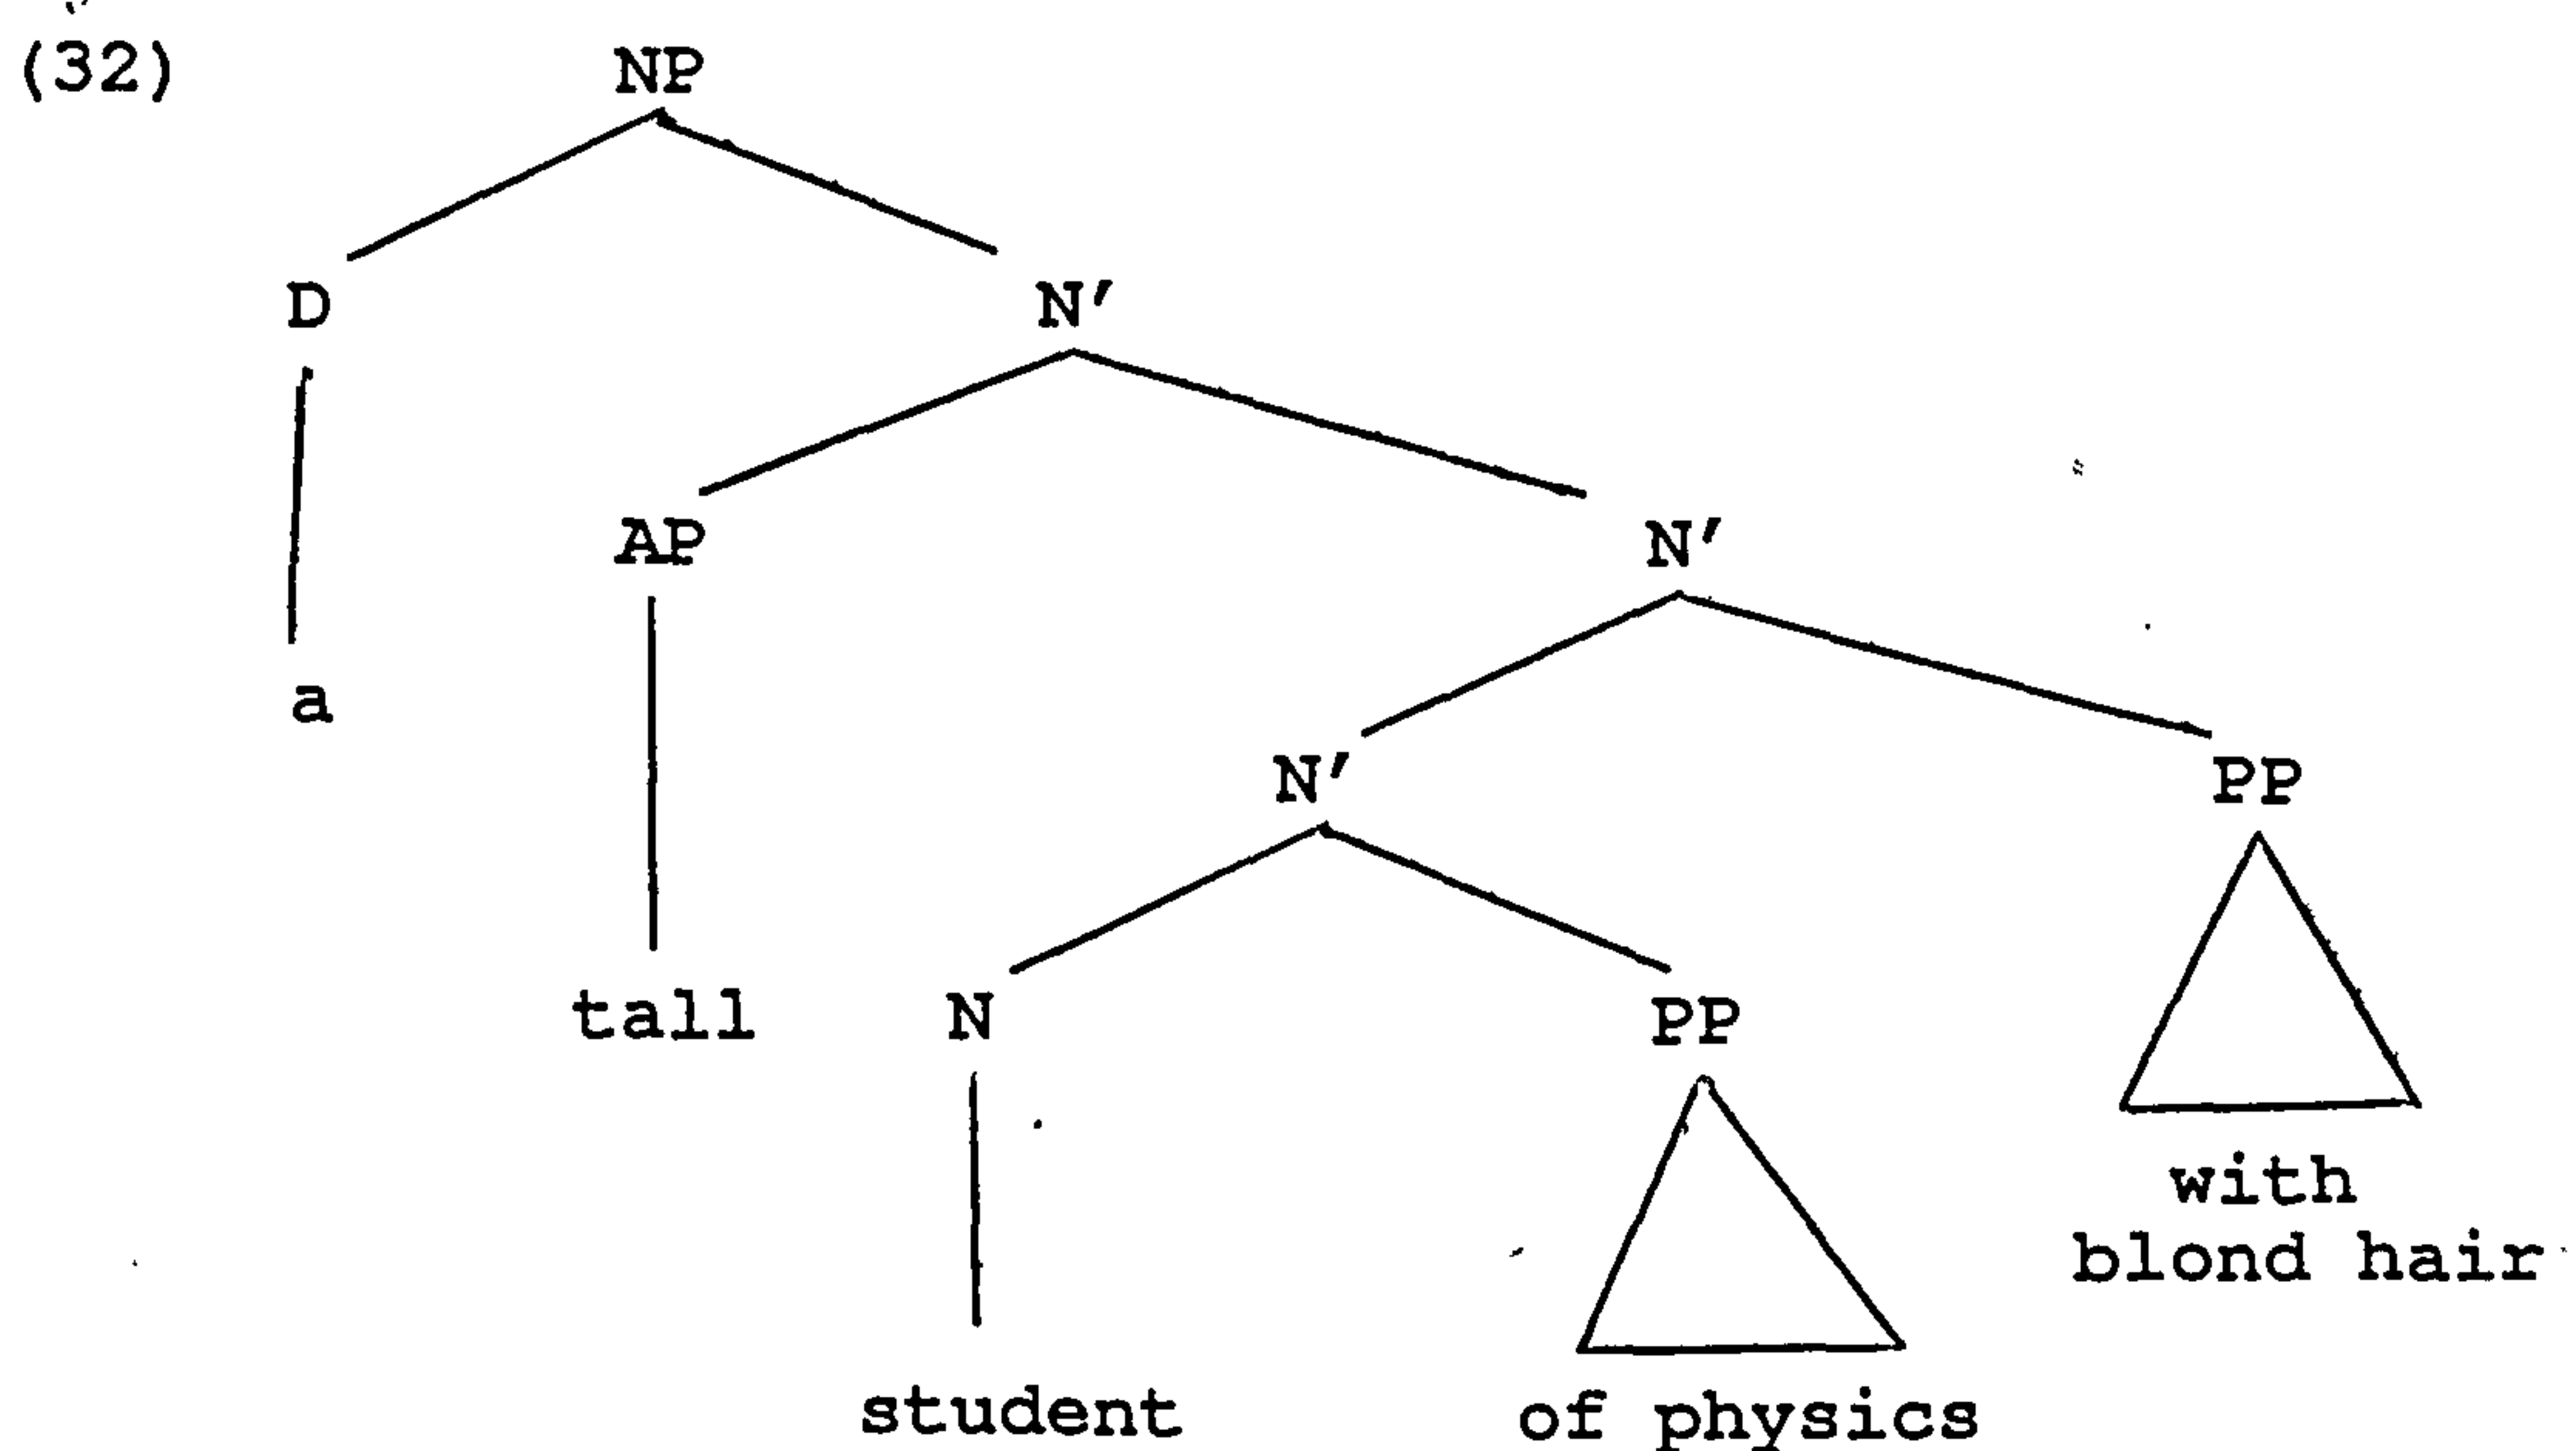 (32) NP
D N'
AP N'
a
N' PP
tall N PP
with
blond hair
student of physics